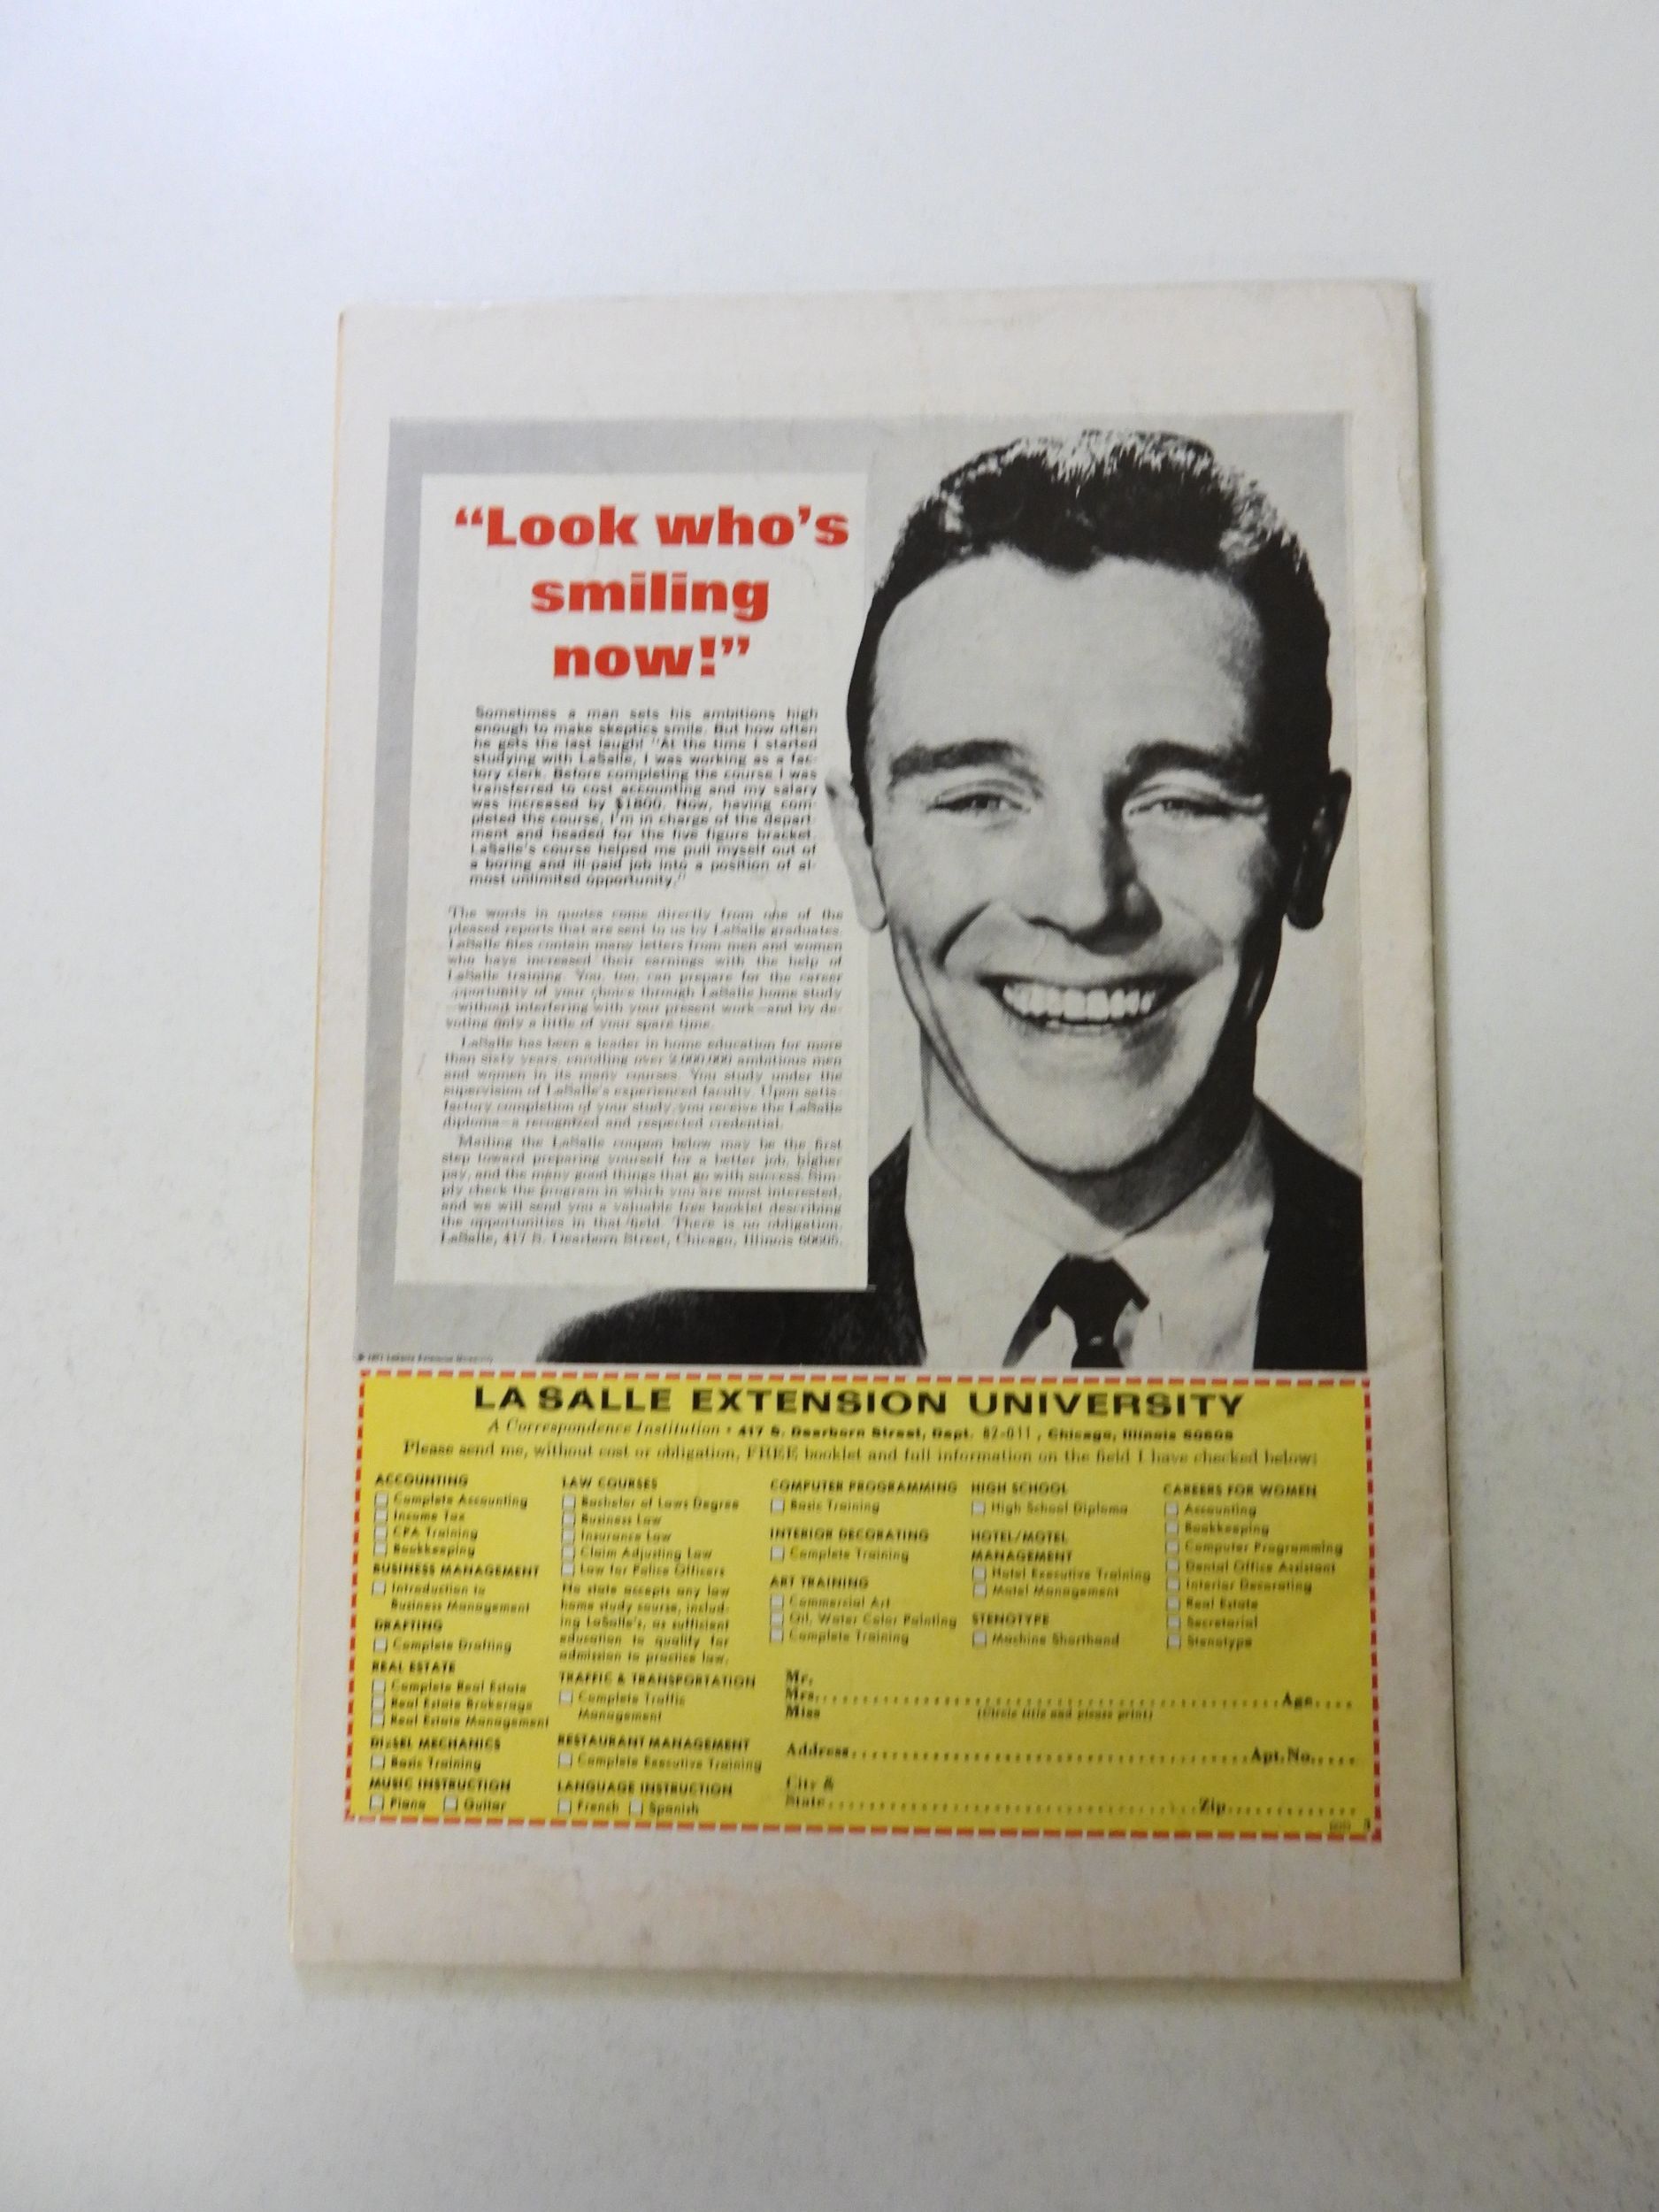 “Look who’s
smiling
now!”
Sometimes a man sets his ambitions high
enough to make skeptics smile. But how often
he gets the last laugh! "At the time I started
studying with LaSalle, I was working as a fac-
tory clerk. Before completing the course I was
transferred to cost accounting and my salary
was increased by $1800. Now, having com-
pleted the course, I'm in charge of the depart-
ment and headed for the five figure bracket.
LaSalle's course helped me pull myself out of
a boring and ill-paid job into a position of al-
most unlimited opportunity."
The words in quotes come directly from one of the
pleased reports that are sent to us by LaSalle graduates.
LaSalle files contain many letters from men and women
who have increased their earnings with the help of
LaSalle training. You, too, can prepare for the career
opportunity of your choice through LaSalle home study
—without interfering with your present work—and by de-
voting only a little of your spare time.
LaSalle has been a leader in home education for more
than sixty years, enrolling over 2,000,000 ambitious men
and women in its many courses. You study under the
supervision of LaSalle's experienced faculty. Upon satis-
factory completion of your study, you receive the LaSalle
diploma—a recognized and respected credential.
Mailing the LaSalle coupon below may be the first
step toward preparing yourself for a better job, higher
pay, and the many good things that go with success. Sim-
ply check the program in which you are most interested,
and we will send you a valuable free booklet describing
the opportunities in that field. There is no obligation.
LaSalle, 417 S. Dearborn Street, Chicago, Illinois 60605.
LaSalle Extension University
LA SALLE EXTENSION UNIVERSITY
A Correspondence Institution • 417 S. Dearborn Street, Dept. 82-011, Chicago, Illinois 60605
Please send me, without cost or obligation, FREE booklet and full information on the field I have checked below:
ACCOUNTING
Complete Accounting
Income Tax
CPA Training
Bookkeeping
BUSINESS MANAGEMENT
Introduction to
Business Management
DRAFTING
Complete Drafting
REAL ESTATE
Complete Real Estate
Real Estate Brokerage
Real Estate Management
DIESEL MECHANICS
Basic Training
MUSIC INSTRUCTION
Piano Guitar
LAW COURSES
Bachelor of Laws Degree
Business Law
Insurance Law
Claim Adjusting Law
Law for Police Officers
No state accepts any law
home study course, includ-
ing LaSalle's, as sufficient
education to qualify for
admission to practice law.
TRAFFIC & TRANSPORTATION
Complete Traffic
Management
RESTAURANT MANAGEMENT
Complete Executive Training
LANGUAGE INSTRUCTION
French Spanish
COMPUTER PROGRAMMING
Basic Training
INTERIOR DECORATING
Complete Training
ART TRAINING
Commercial Art
Oil, Water Color Painting
Complete Training
HIGH SCHOOL
High School Diploma
HOTEL/MOTEL
MANAGEMENT
Hotel Executive Training
Motel Management
STENOTYPE
Machine Shorthand
CAREERS FOR WOMEN
Accounting
Bookkeeping
Computer Programming
Dental Office Assistant
Interior Decorating
Real Estate
Secretarial
Stenotype
Mr.
Mrs. Age
Miss (Circle title and please print)
Address Apt. No.
City &
State Zip